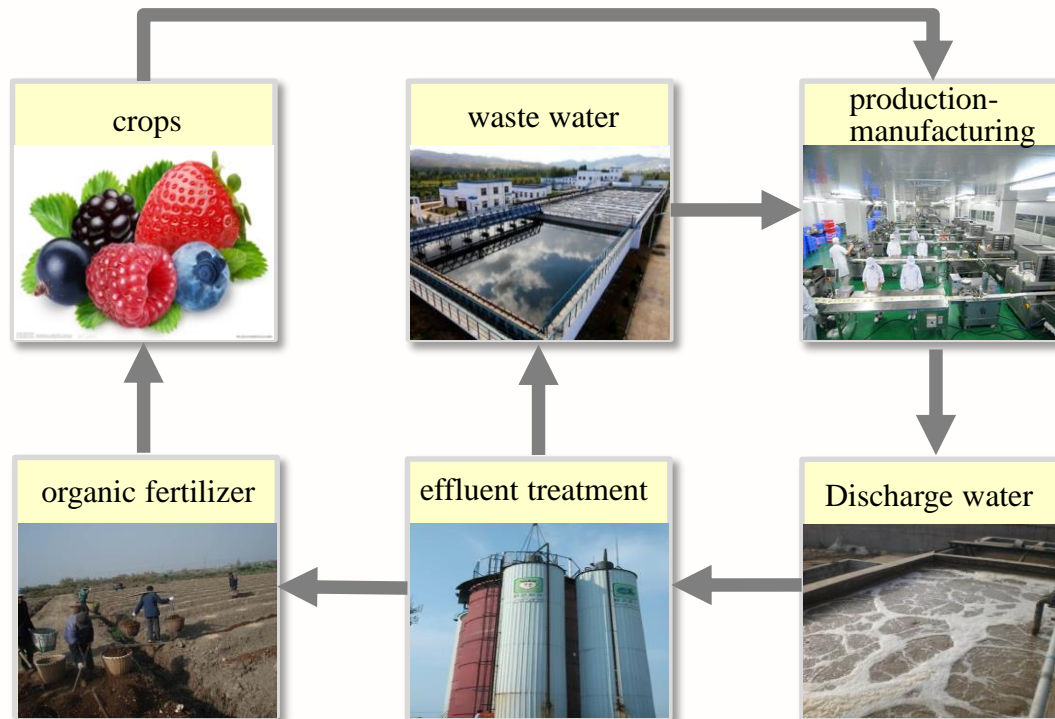 crops
waste water
production-
manufacturing
organic fertilizer
effluent treatment
Discharge water